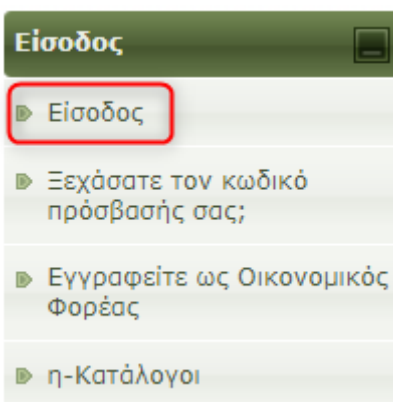 Είσοδος
Είσοδος
Ξεχάσατε τον κωδικό
πρόσβασής σας;
Εγγραφείτε ως Οικονομικός
Φορέας
η-Κατάλογοι